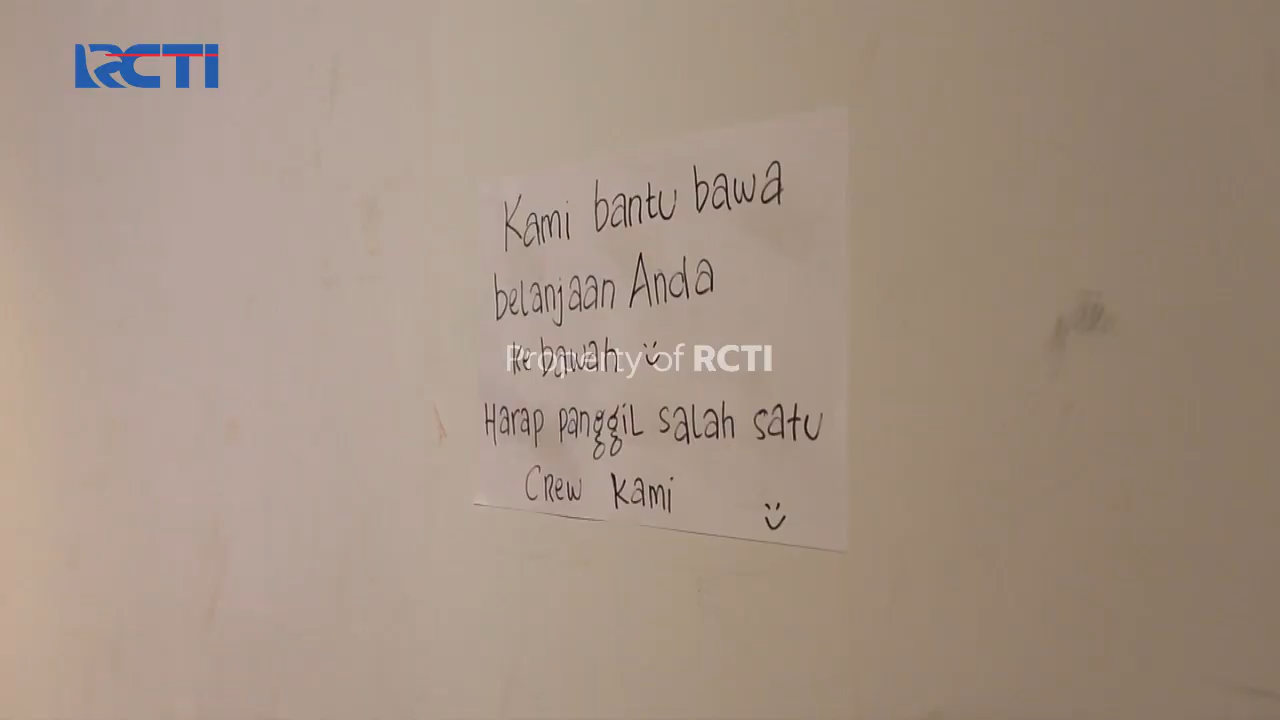 RCTI
Kami bantu bawa
belanjaan Anda
ke bawah
Property of RCTI
Harap panggil salah satu
Crew Kami